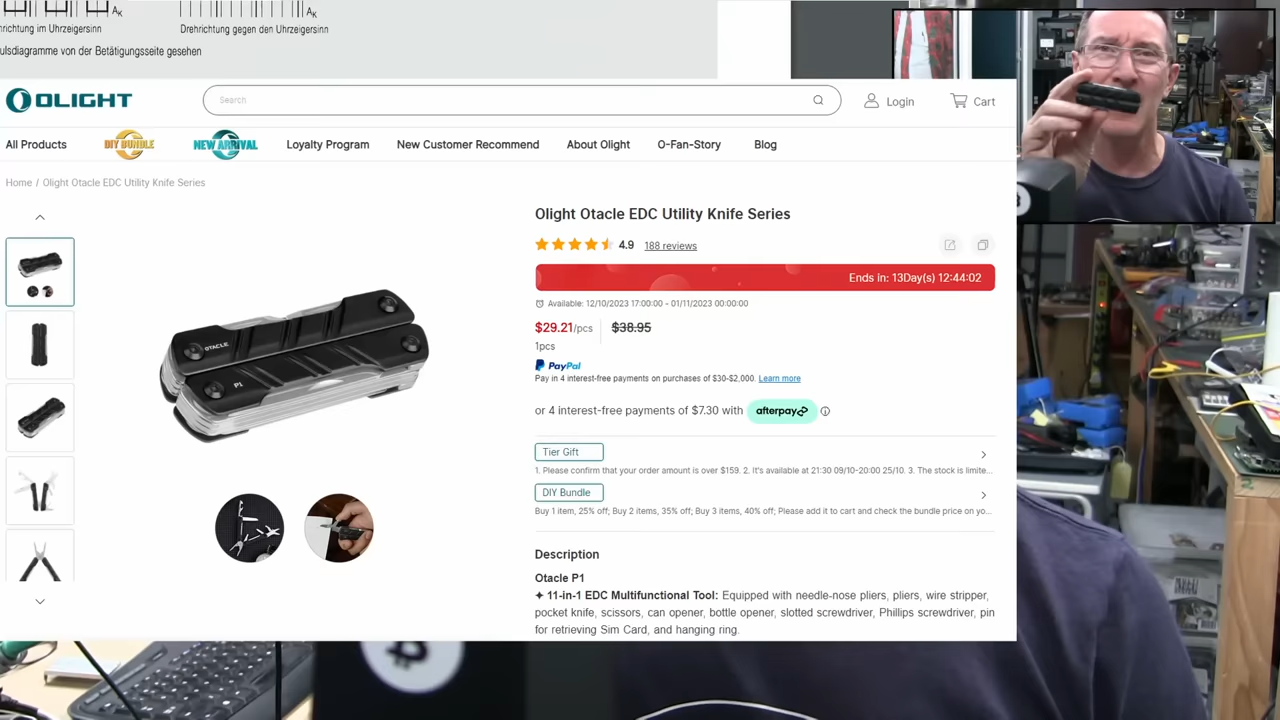 AK
AK
nrichtung im Uhrzeigersinn
Drehrichtung gegen den Uhrzeigersinn
ulsdiagramme von der Betätigungsseite gesehen
OLIGHT
Search
Login
Cart
All Products
DIY BUNDLE
NEW ARRIVAL
Loyalty Program
New Customer Recommend
About Olight
O-Fan-Story
Blog
Home / Olight Otacle EDC Utility Knife Series
Olight Otacle EDC Utility Knife Series
4.9 188 reviews
Ends in: 13Day(s) 12:44:02
Available: 12/10/2023 17:00:00 - 01/11/2023 00:00:00
$29.21/pcs $38.95
1pcs
PayPal
Pay in 4 interest-free payments on purchases of $30-$2,000. Learn more
or 4 interest-free payments of $7.30 with afterpay
Tier Gift
1. Please confirm that your order amount is over $159. 2. It's available at 21:30 09/10-20:00 25/10. 3. The stock is limite...
DIY Bundle
Buy 1 item, 25% off; Buy 2 items, 35% off; Buy 3 items, 40% off; Please add it to cart and check the bundle price on yo...
Description
Otacle P1
✦ 11-in-1 EDC Multifunctional Tool: Equipped with needle-nose pliers, pliers, wire stripper,
pocket knife, scissors, can opener, bottle opener, slotted screwdriver, Phillips screwdriver, pin
for retrieving Sim Card, and hanging ring.
OTACLE
P1